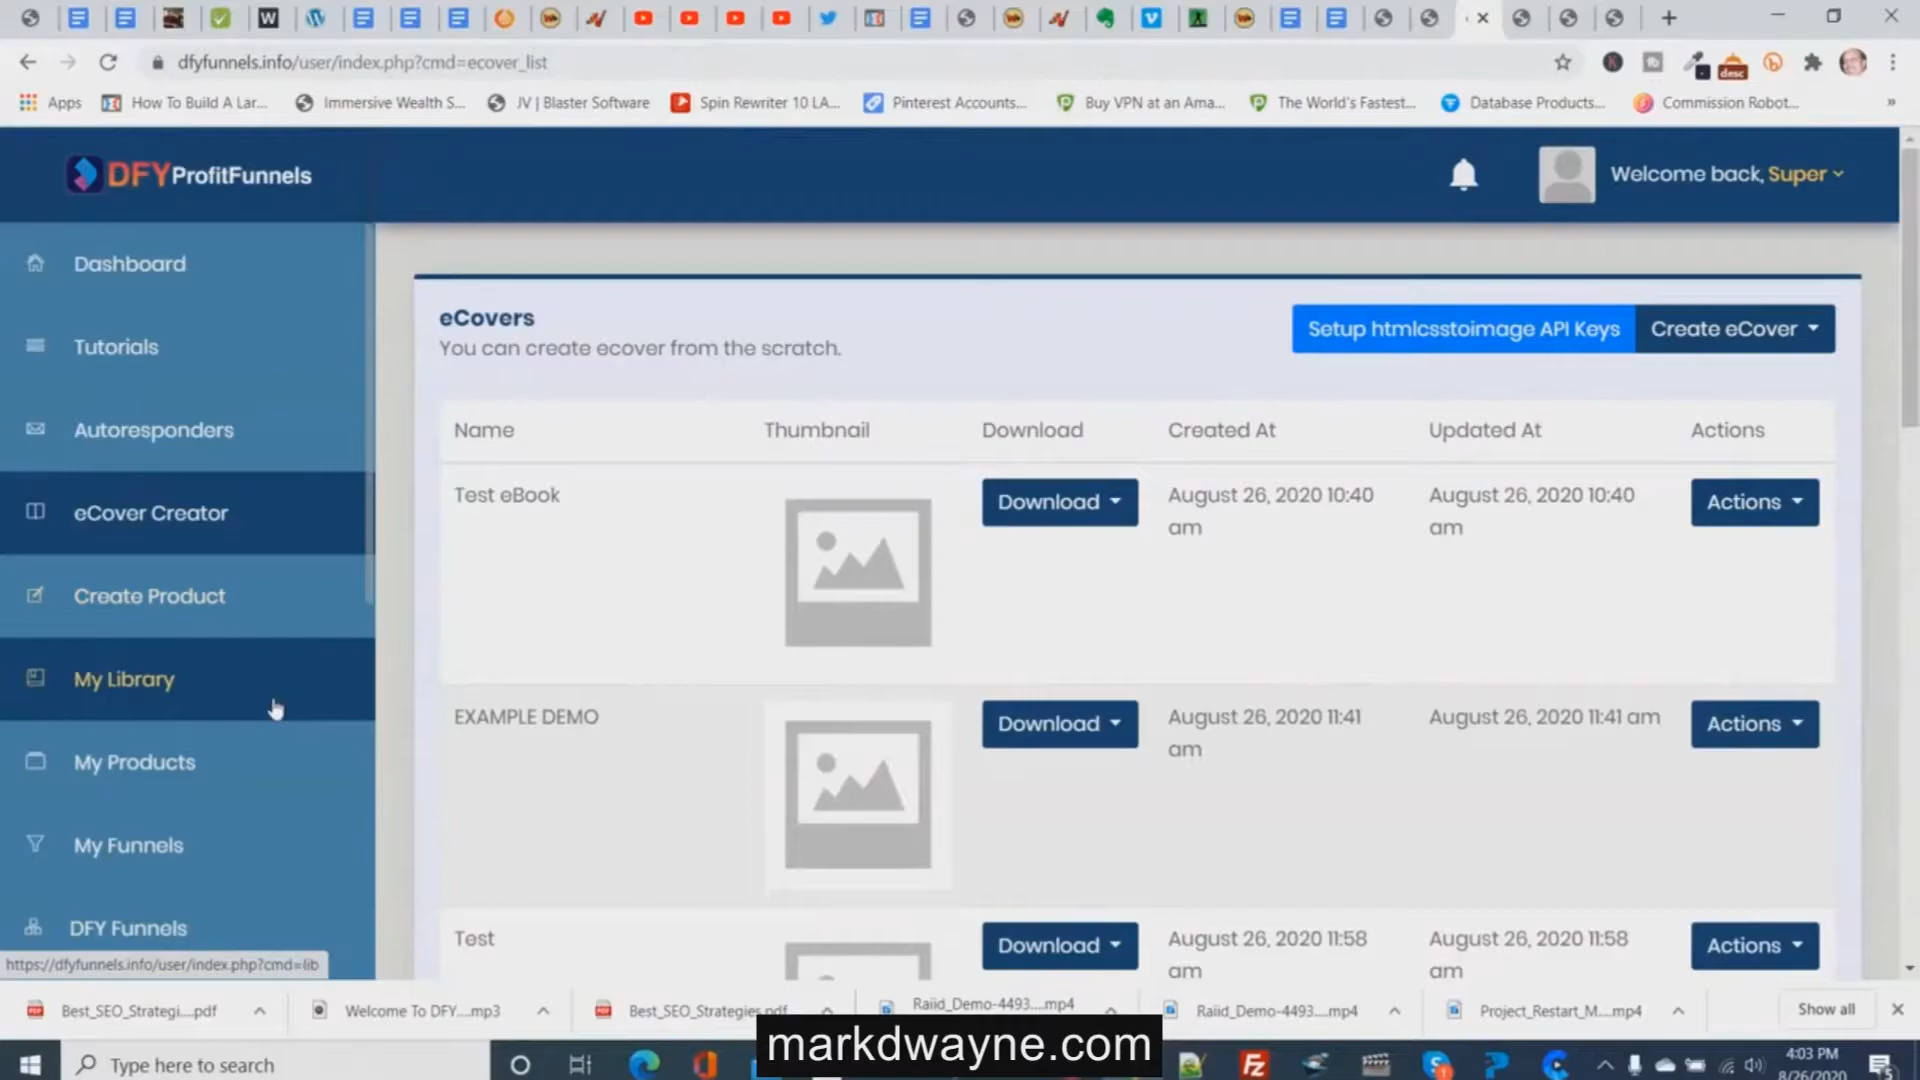 dfyfunnels.info/user/index.php?cmd=ecover_list
desc
Apps
How To Build A Lar...
Immersive Wealth S...
JV | Blaster Software
Spin Rewriter 10 LA...
Pinterest Accounts...
Buy VPN at an Ama...
The World's Fastest...
Database Products...
Commission Robot...
»
DFYProfitFunnels
Welcome back, Super
Dashboard
Tutorials
Autoresponders
eCover Creator
Create Product
My Library
My Products
My Funnels
DFY Funnels
https://dfyfunnels.info/user/index.php?cmd=lib
eCovers
You can create ecover from the scratch.
Setup htmlcsstoimage API Keys
Create eCover
Name Thumbnail Download Created At Updated At Actions
Test eBook Download August 26, 2020 10:40 am August 26, 2020 10:40 am Actions
EXAMPLE DEMO Download August 26, 2020 11:41 am August 26, 2020 11:41 am Actions
Test Download August 26, 2020 11:58 am August 26, 2020 11:58 am Actions
Best_SEO_Strategi....pdf
Welcome To DFY....mp3
Best_SEO_Strategies.pdf
Raiid_Demo-4493....mp4
Raiid_Demo-4493....mp4
Project_Restart_M....mp4
Show all
markdwayne.com
Type here to search
4:03 PM
8/26/2020